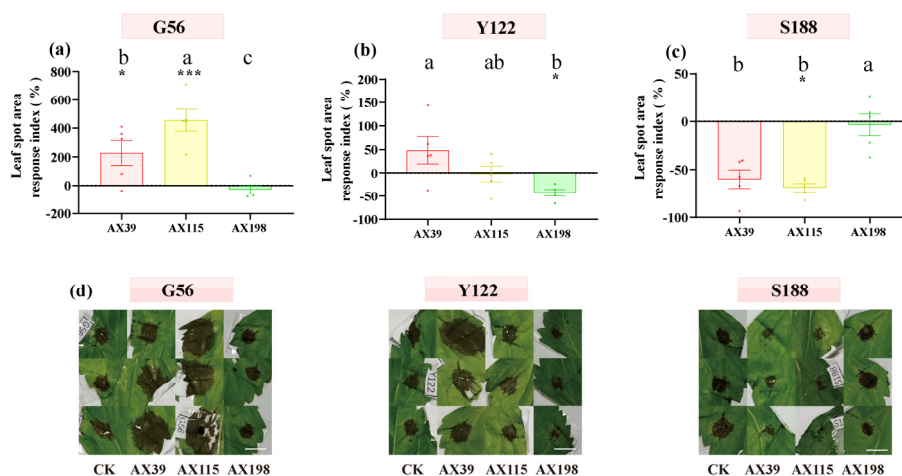 G56
Y122
S188
(a)
b a c
* ***
Leaf spot area
response index ( % )
800
600
400
200
0
-200
AX39 AX115 AX198
(b)
a ab b
*
Leaf spot area
response index ( % )
200
150
100
50
0
-50
-100
AX39 AX115 AX198
(c)
b b a
*
Leaf spot area
response index ( % )
50
0
-50
-100
AX39 AX115 AX198
(d)
G56
Y122
S188
Y122
CK AX39 AX115 AX198
CK AX39 AX115 AX198
CK AX39 AX115 AX198